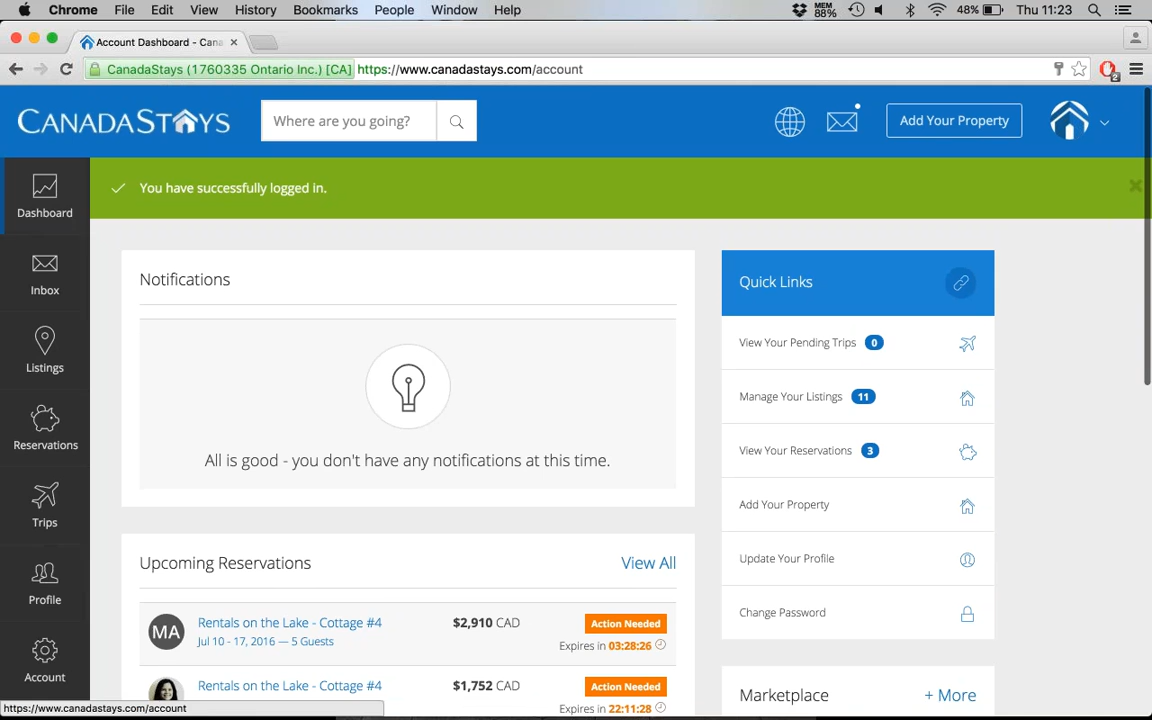 Chrome File Edit View History Bookmarks People Window Help MEM 88% 48% Thu 11:23
Account Dashboard - Cana
CanadaStays (1760335 Ontario Inc.) [CA] https://www.canadastays.com/account 2
CANADASTAYS Where are you going? Add Your Property
You have successfully logged in.
Dashboard
Inbox
Listings
Reservations
Trips
Profile
Account
Notifications
All is good - you don't have any notifications at this time.
Upcoming Reservations View All
MA Rentals on the Lake - Cottage #4 $2,910 CAD Action Needed
Jul 10 - 17, 2016 — 5 Guests Expires in 03:28:26
Rentals on the Lake - Cottage #4 $1,752 CAD Action Needed
Expires in 22:11:28
Quick Links
View Your Pending Trips 0
Manage Your Listings 11
View Your Reservations 3
Add Your Property
Update Your Profile
Change Password
Marketplace + More
https://www.canadastays.com/account